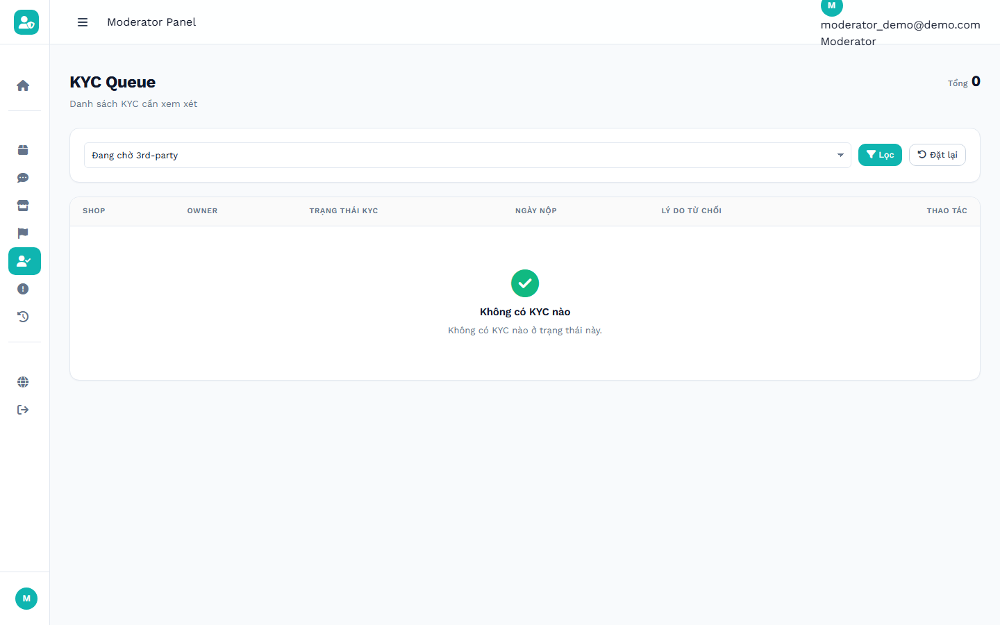 Moderator Panel
M
moderator_demo@demo.com
Moderator
KYC Queue
Tổng 0
Danh sách KYC cần xem xét
Đang chờ 3rd-party
Lọc
Đặt lại
SHOP
OWNER
TRẠNG THÁI KYC
NGÀY NỘP
LÝ DO TỪ CHỐI
THAO TÁC
Không có KYC nào
Không có KYC nào ở trạng thái này.
M